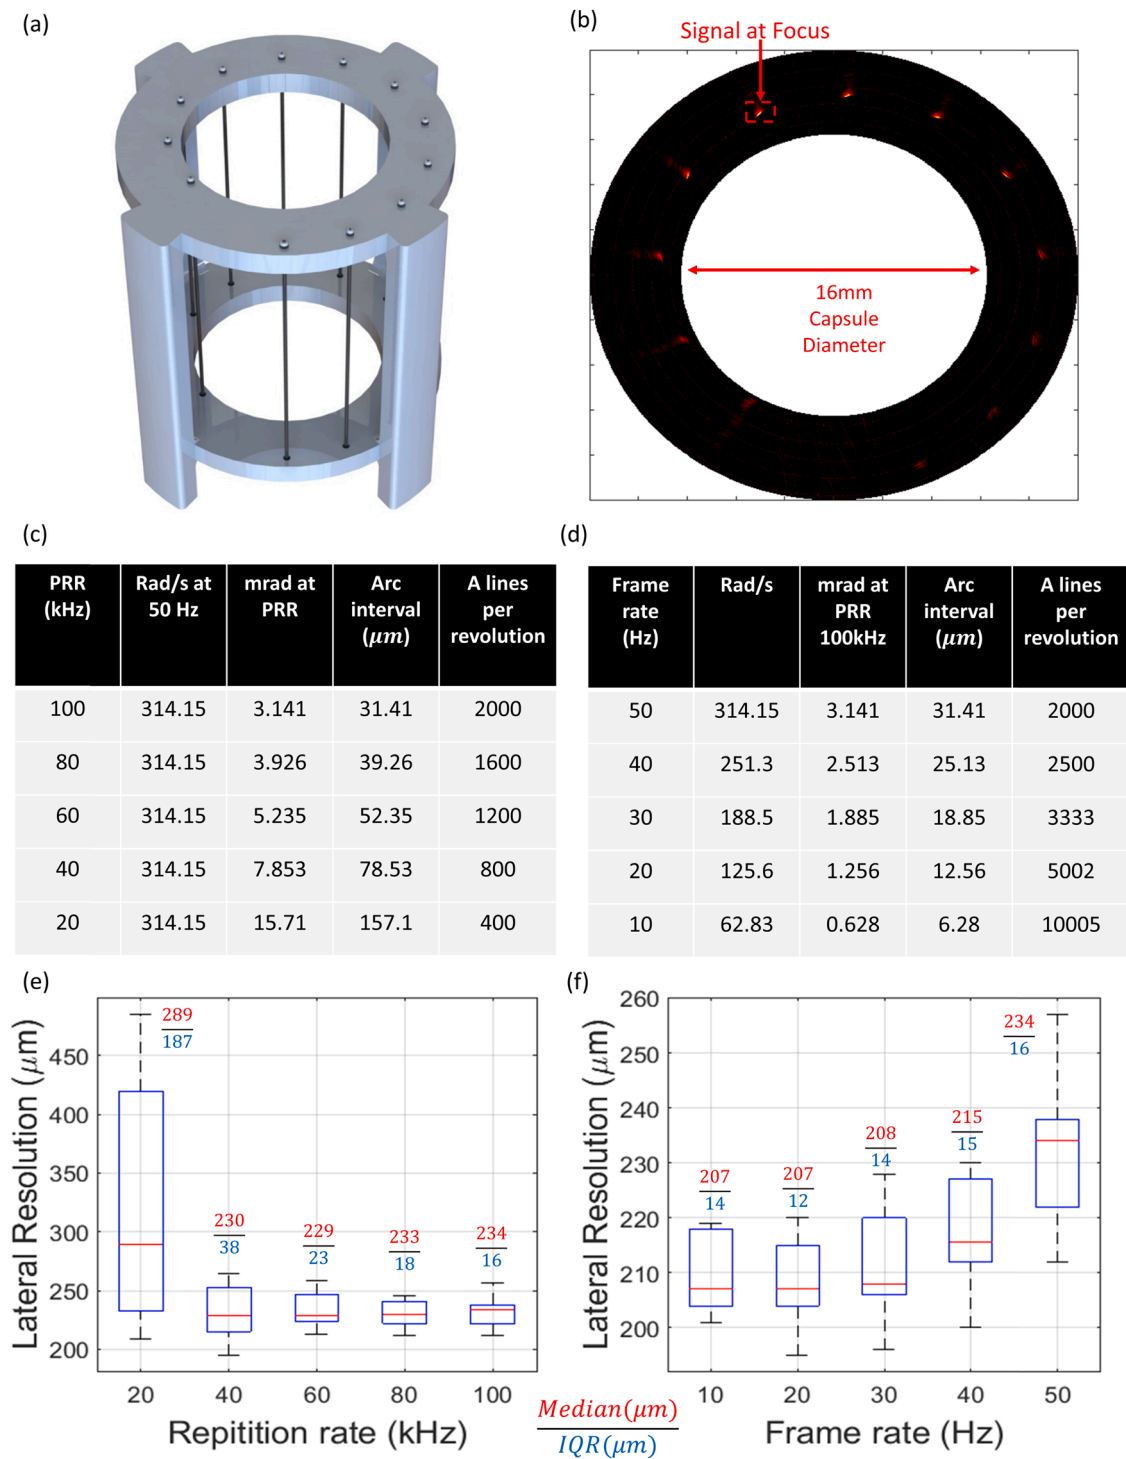 (a)
(b)
Signal at Focus
16mm
Capsule
Diameter
(c)
PRR (kHz) Rad/s at 50 Hz mrad at PRR Arc interval (μm) A lines per revolution
100 314.15 3.141 31.41 2000
80 314.15 3.926 39.26 1600
60 314.15 5.235 52.35 1200
40 314.15 7.853 78.53 800
20 314.15 15.71 157.1 400
(d)
Frame rate (Hz) Rad/s mrad at PRR 100kHz Arc interval (μm) A lines per revolution
50 314.15 3.141 31.41 2000
40 251.3 2.513 25.13 2500
30 188.5 1.885 18.85 3333
20 125.6 1.256 12.56 5002
10 62.83 0.628 6.28 10005
(e)
Lateral Resolution (μm)
450
400
350
300
250
200
289
187
230
38
229
23
233
18
234
16
20 40 60 80 100
Repitition rate (kHz)
Median(μm)
IQR(μm)
(f)
Lateral Resolution (μm)
260
250
240
230
220
210
200
207
14
207
12
208
14
215
15
234
16
10 20 30 40 50
Frame rate (Hz)